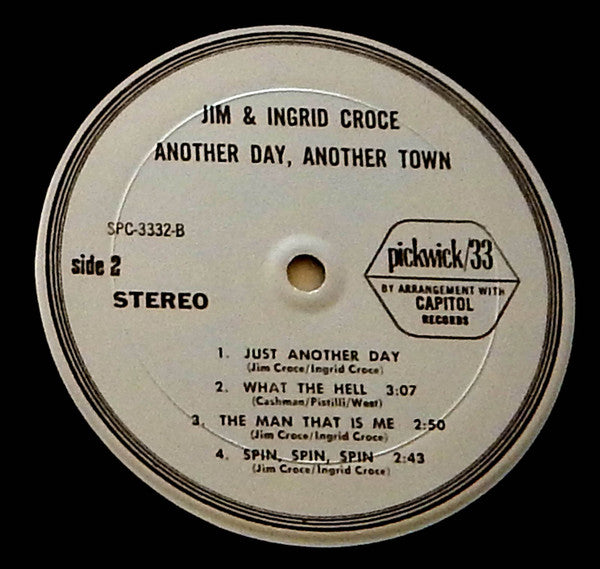 JIM & INGRID CROCE
ANOTHER DAY, ANOTHER TOWN
SPC-3332-B
side 2
STEREO
pickwick/33
BY ARRANGEMENT WITH
CAPITOL
RECORDS
1. JUST ANOTHER DAY
(Jim Croce/Ingrid Croce)
2. WHAT THE HELL 3:07
(Cashman/Pistilli/West)
3. THE MAN THAT IS ME 2:50
(Jim Croce/Ingrid Croce)
4. SPIN, SPIN, SPIN 2:43
(Jim Croce/Ingrid Croce)